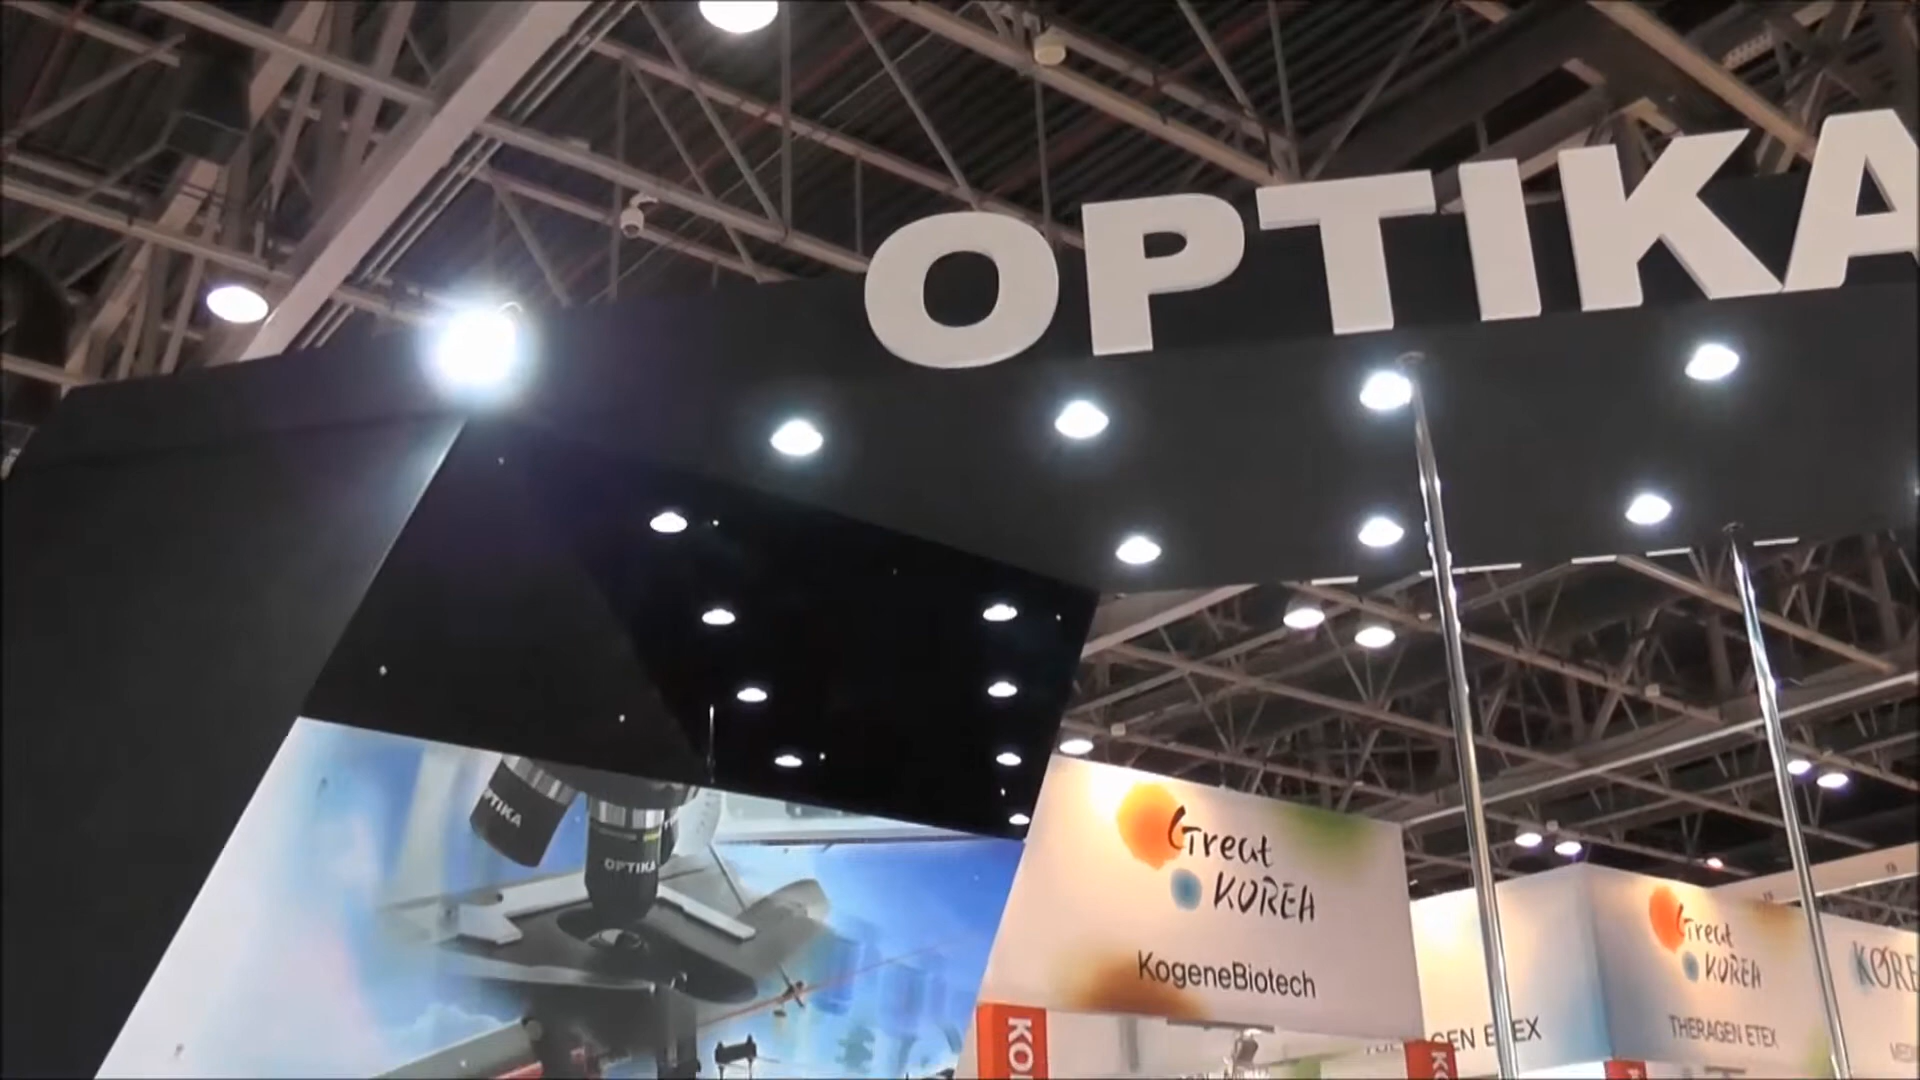 OPTIKA
OPTIKA
OPTIKA
Great
KOREA
KogeneBiotech
Great
KOREA
THERAGEN ETEX